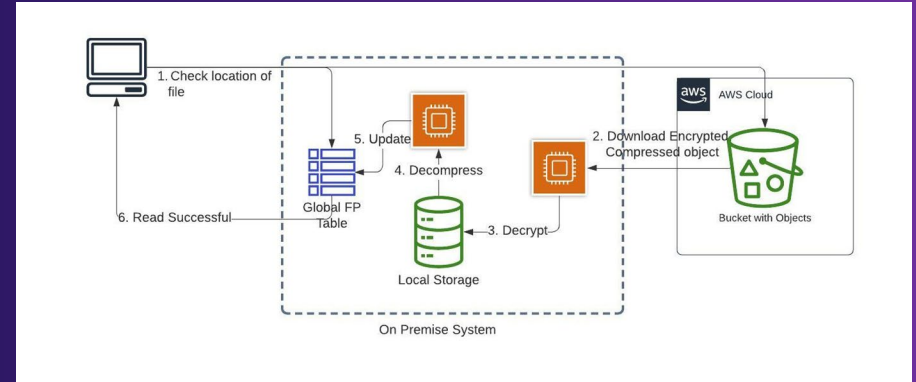 1. Check location of
file
aws
AWS Cloud
5. Update
2. Download Encrypted
Compressed object
4. Decompress
Global FP
Table
6. Read Successful
3. Decrypt
Bucket with Objects
Local Storage
On Premise System